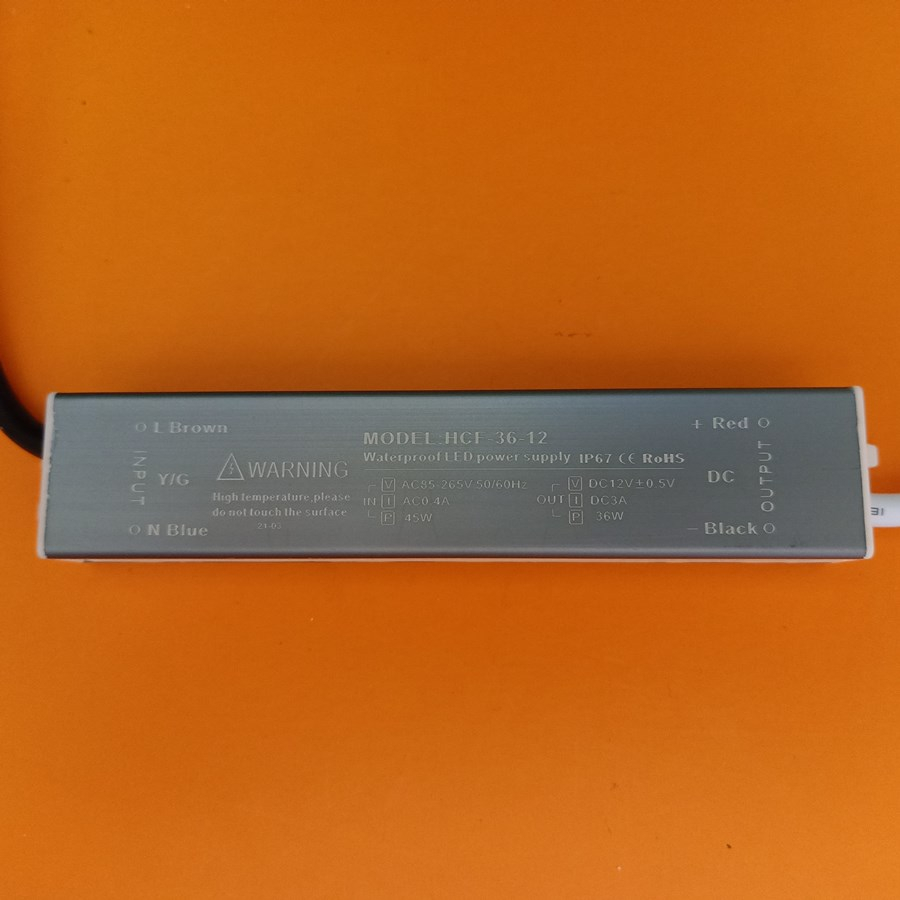 L Brown
INPUT
Y/G
N Blue
WARNING
High temperature,please
do not touch the surface
21-03
MODEL.HCF-36-12
Waterproof LED power supply IP67 CE RoHS
IN
V AC85-265V 50/60Hz
I AC0.4A
P 45W
OUT
V DC12V±0.5V
I DC3A
P 36W
+ Red
DC
OUTPUT
- Black